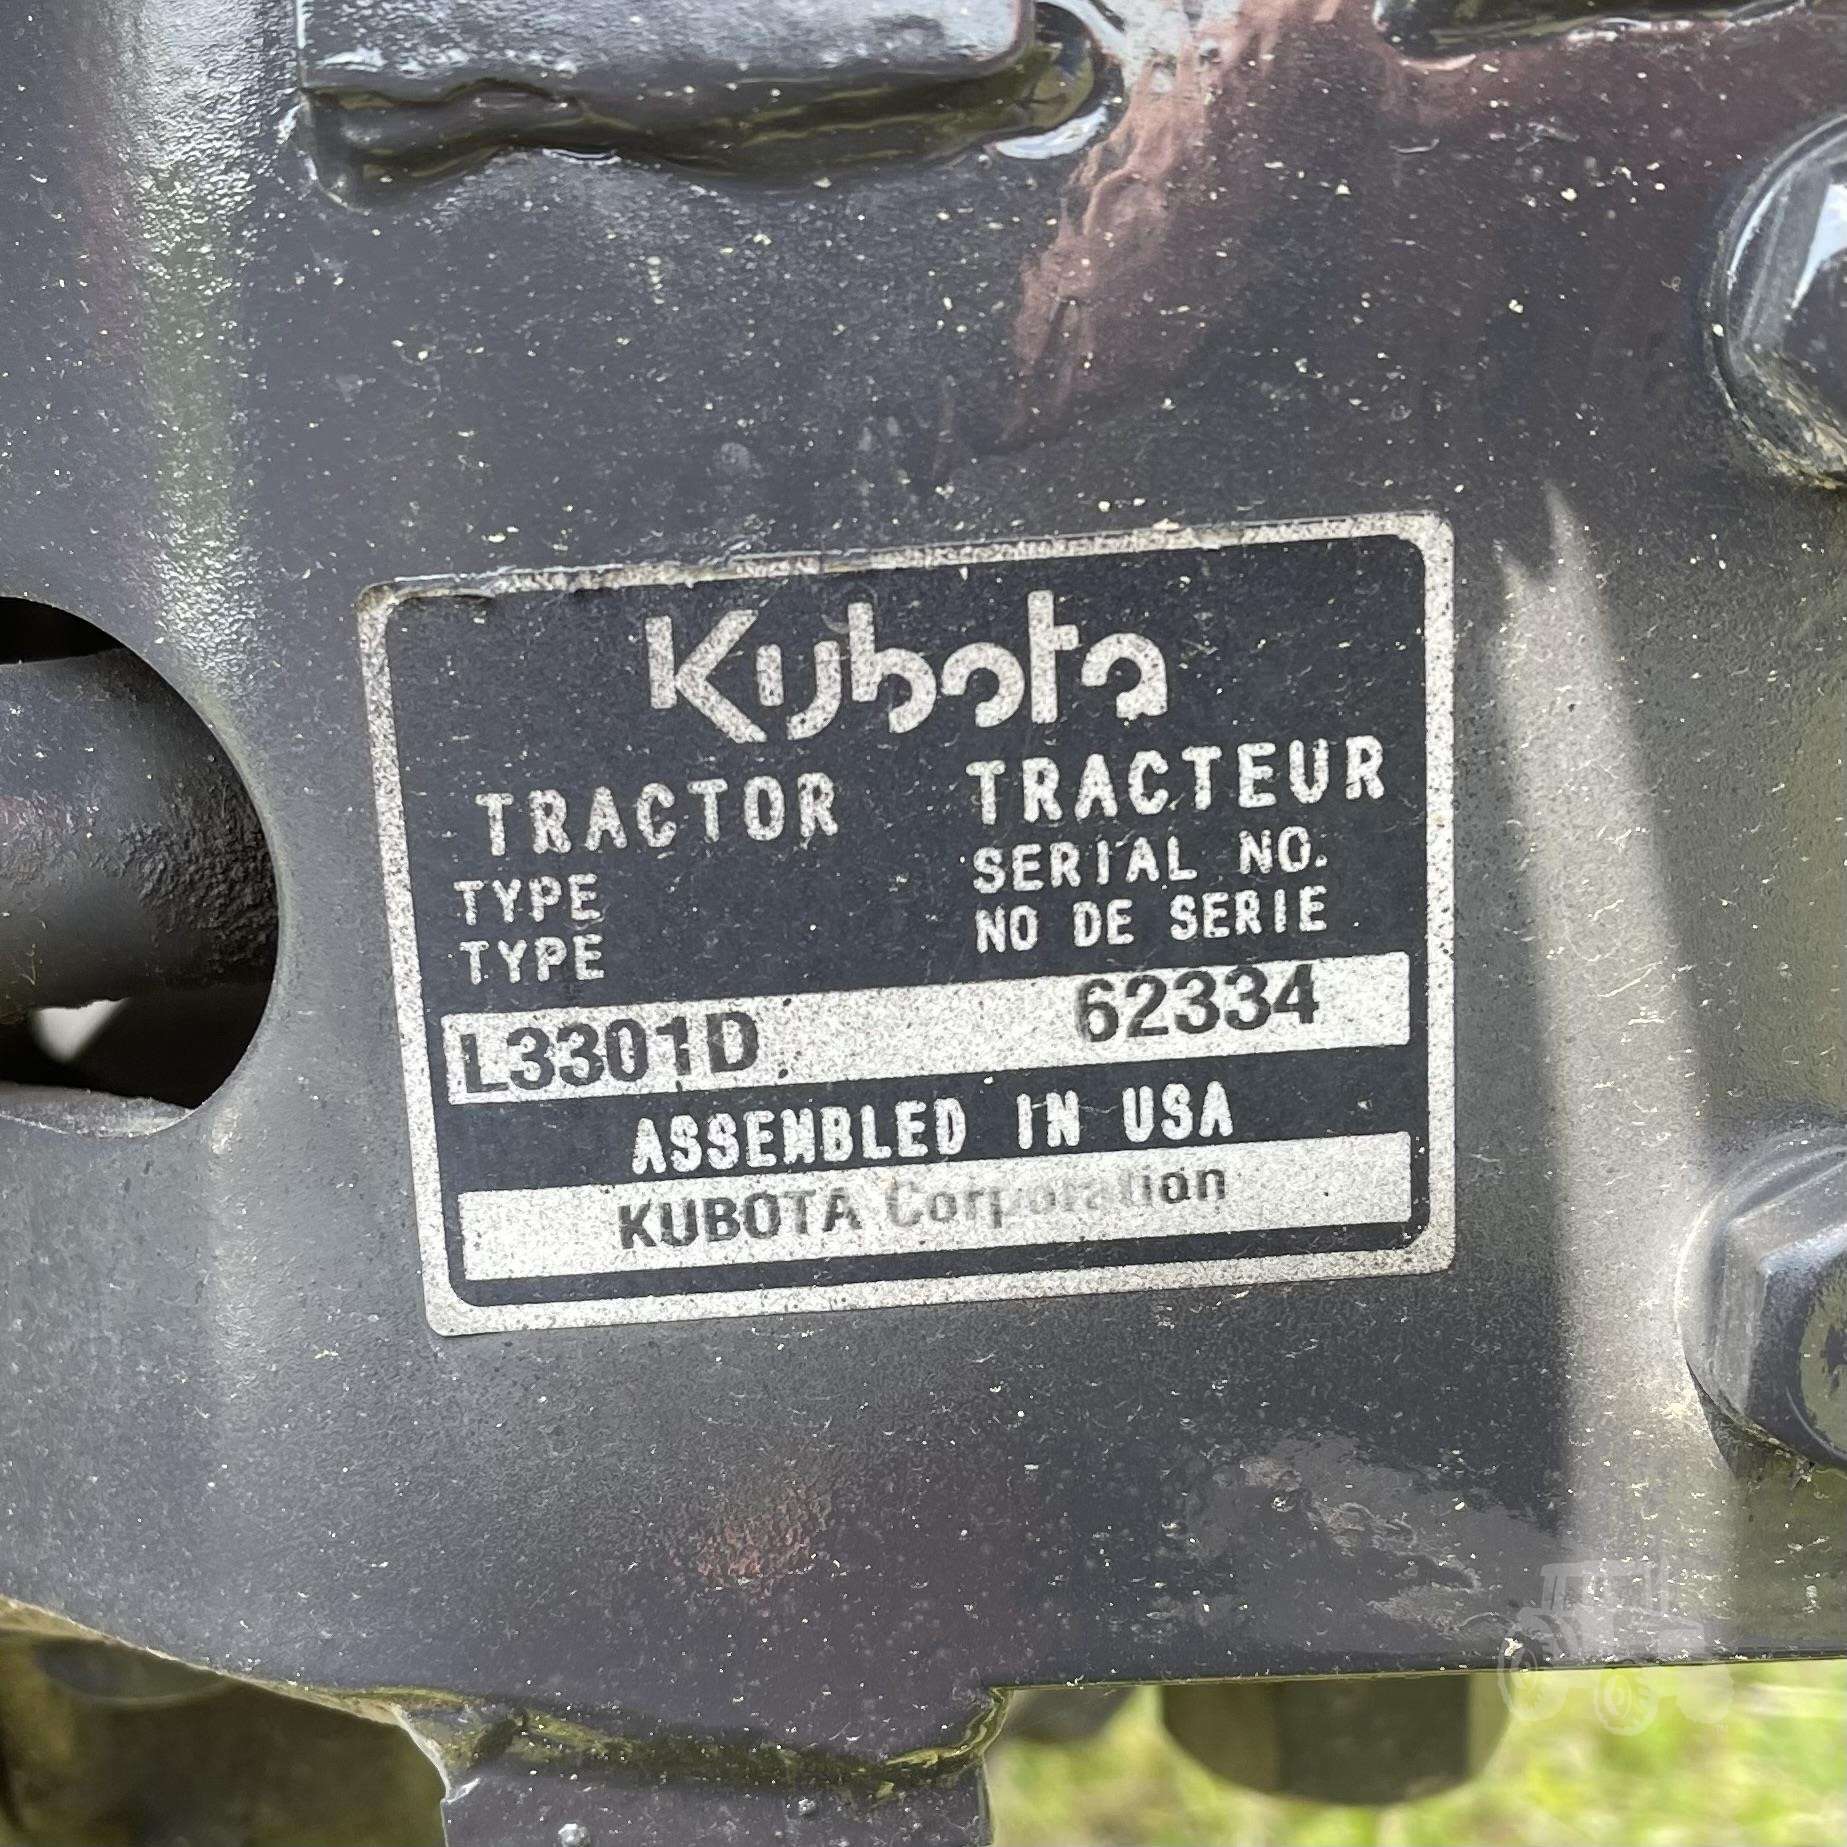 Kubota
TRACTOR TRACTEUR
TYPE SERIAL NO.
TYPE NO DE SERIE
L3301D 62334
ASSEMBLED IN USA
KUBOTA Corporation